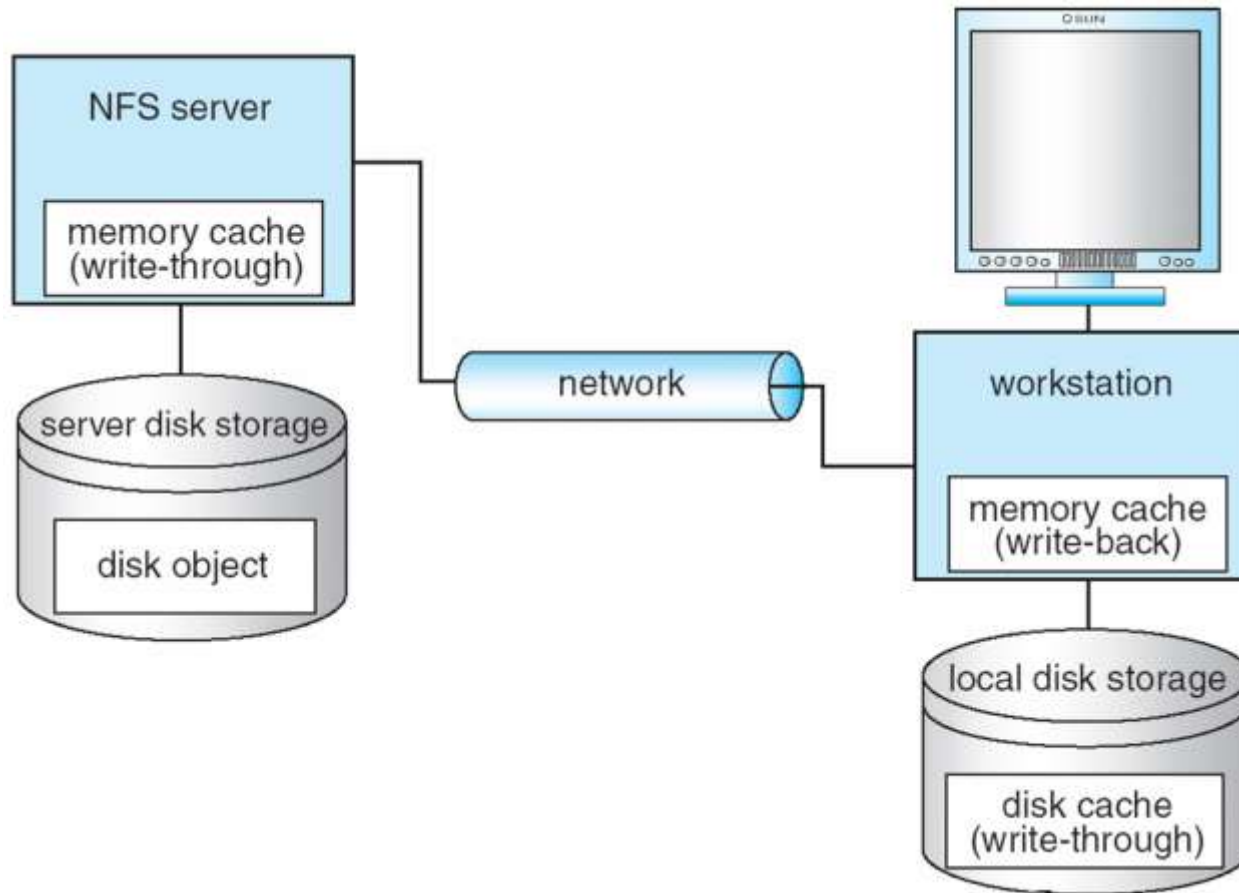 SUN
NFS server
memory cache
(write-through)
server disk storage
disk object
network
workstation
memory cache
(write-back)
local disk storage
disk cache
(write-through)